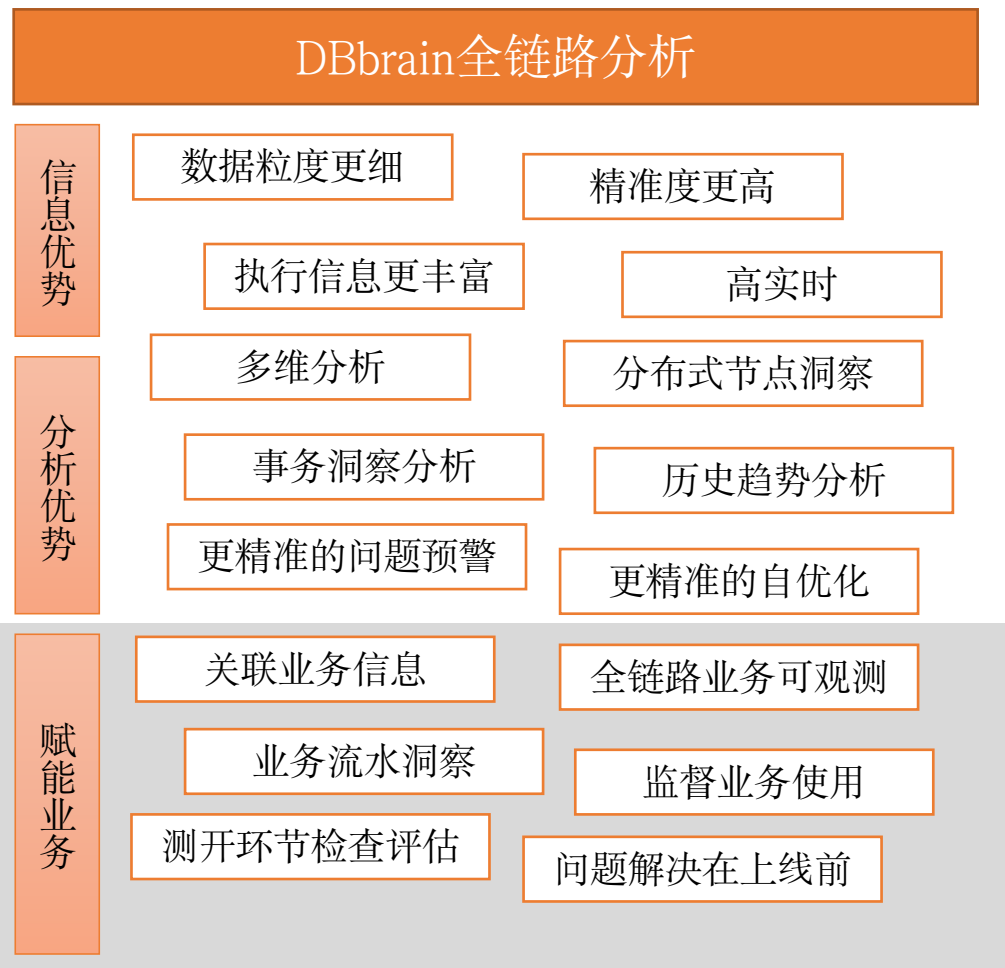 DBbrain全链路分析
信息优势
数据粒度更细
精准度更高
执行信息更丰富
高实时
分析优势
多维分析
分布式节点洞察
事务洞察分析
历史趋势分析
更精准的问题预警
更精准的自优化
赋能业务
关联业务信息
全链路业务可观测
业务流水洞察
监督业务使用
测开环节检查评估
问题解决在上线前